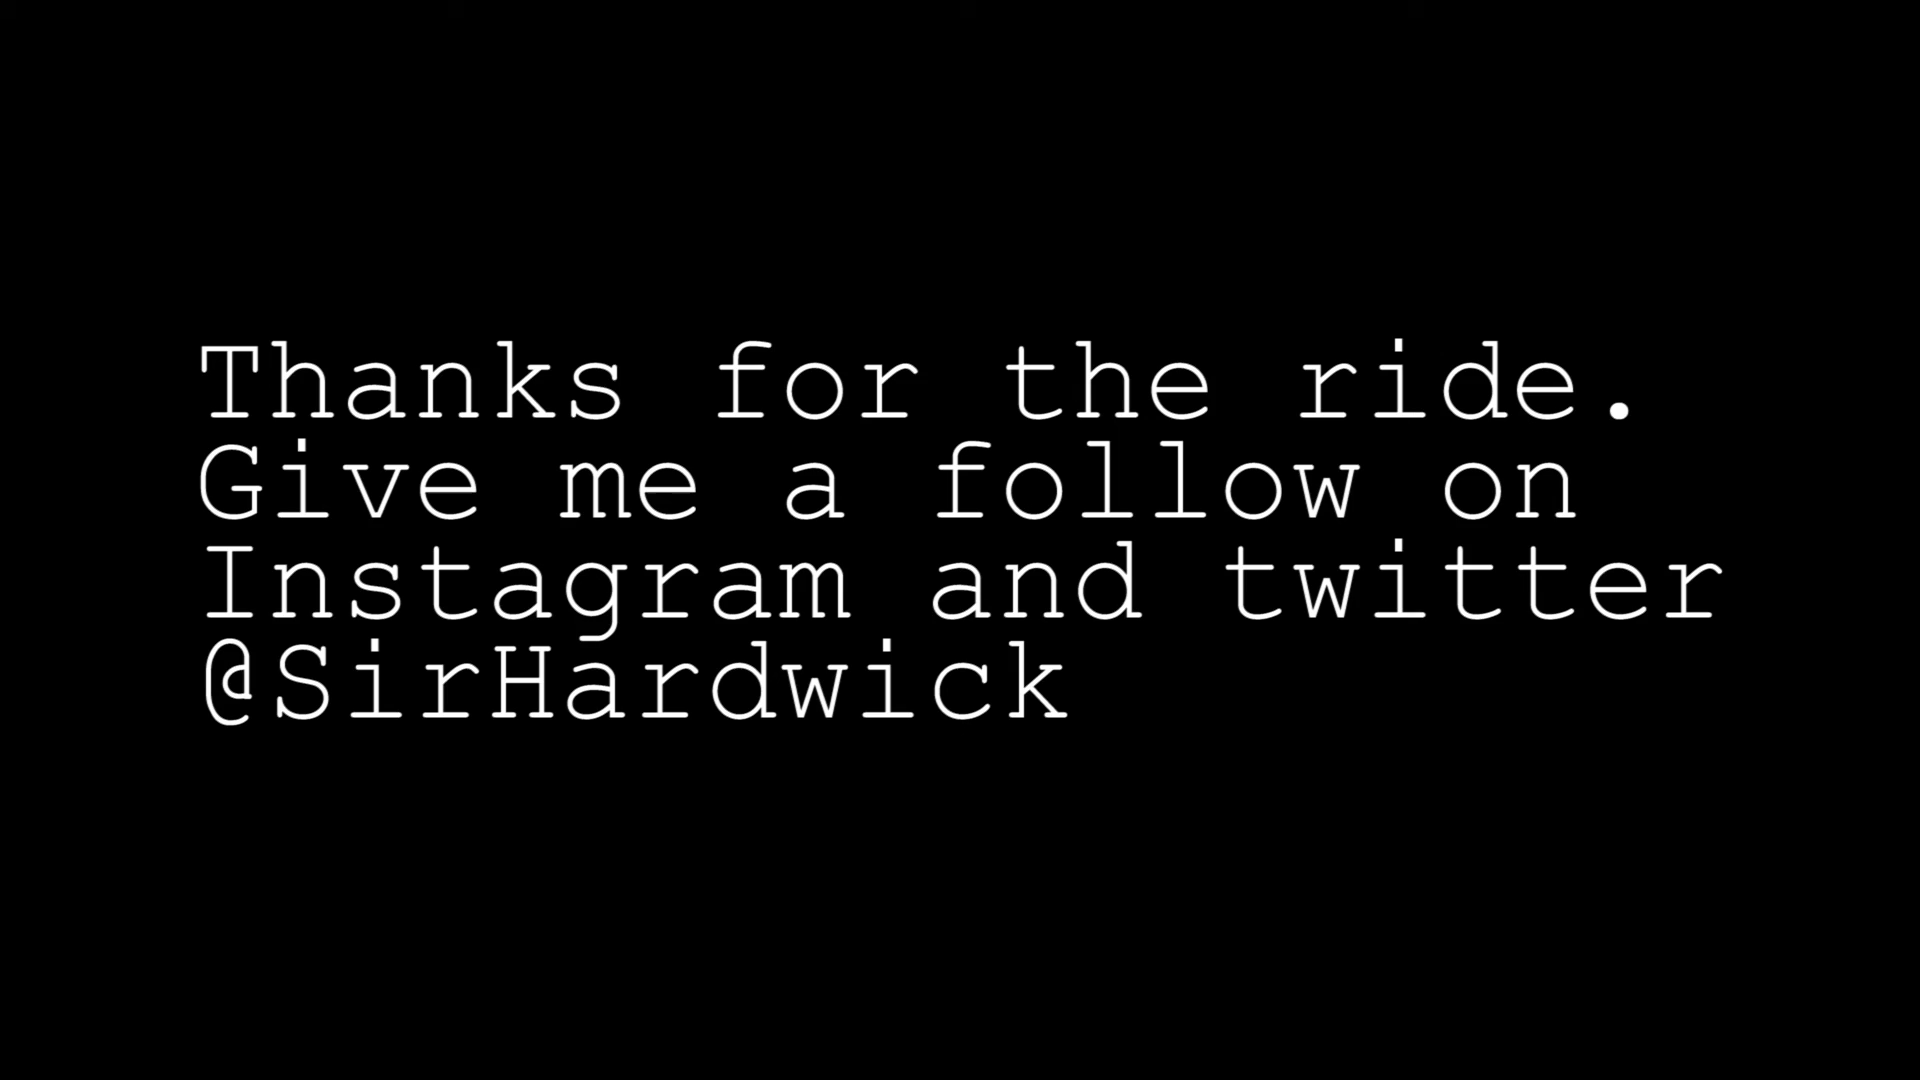 Thanks for the ride.
Give me a follow on
Instagram and twitter
@SirHardwick